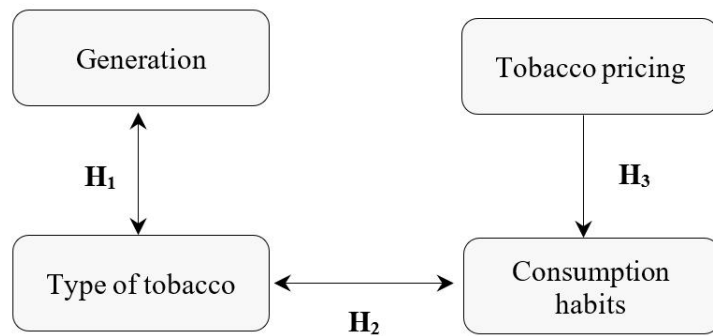 Generation
Tobacco pricing
H₁
H₃
Type of tobacco
Consumption
habits
H₂